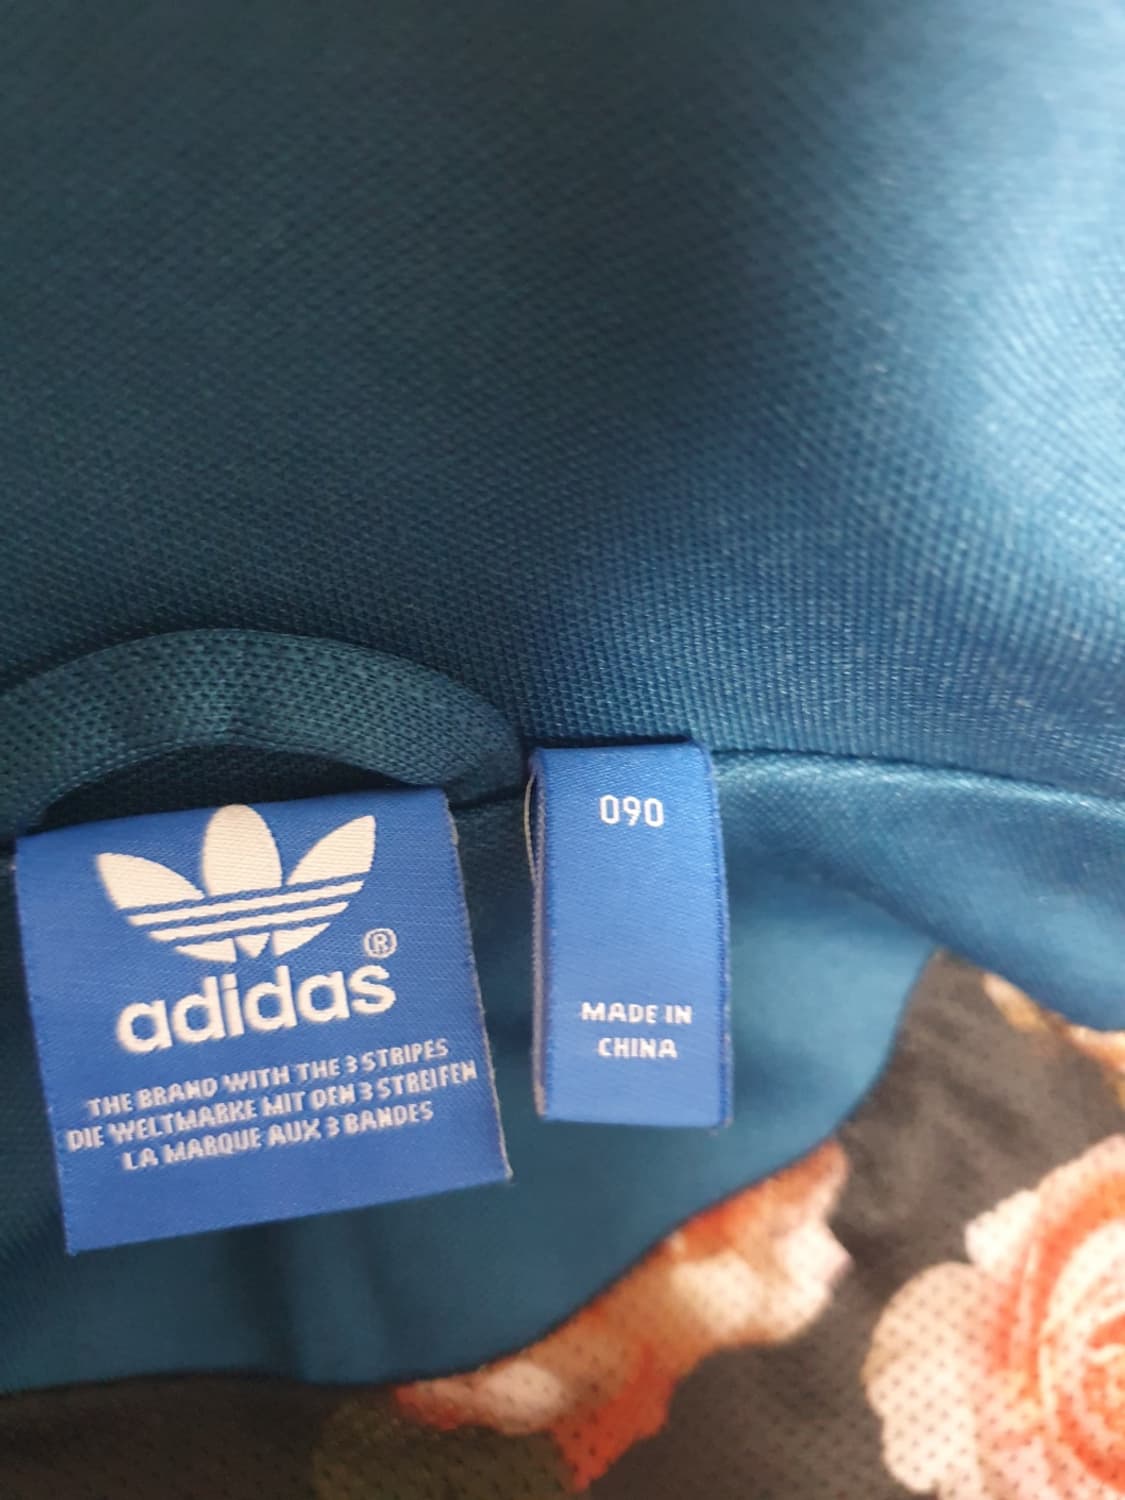 adidas®
THE BRAND WITH THE 3 STRIPES
DIE WELTMARKE MIT DEN 3 STREIFEN
LA MARQUE AUX 3 BANDES
090
MADE IN
CHINA